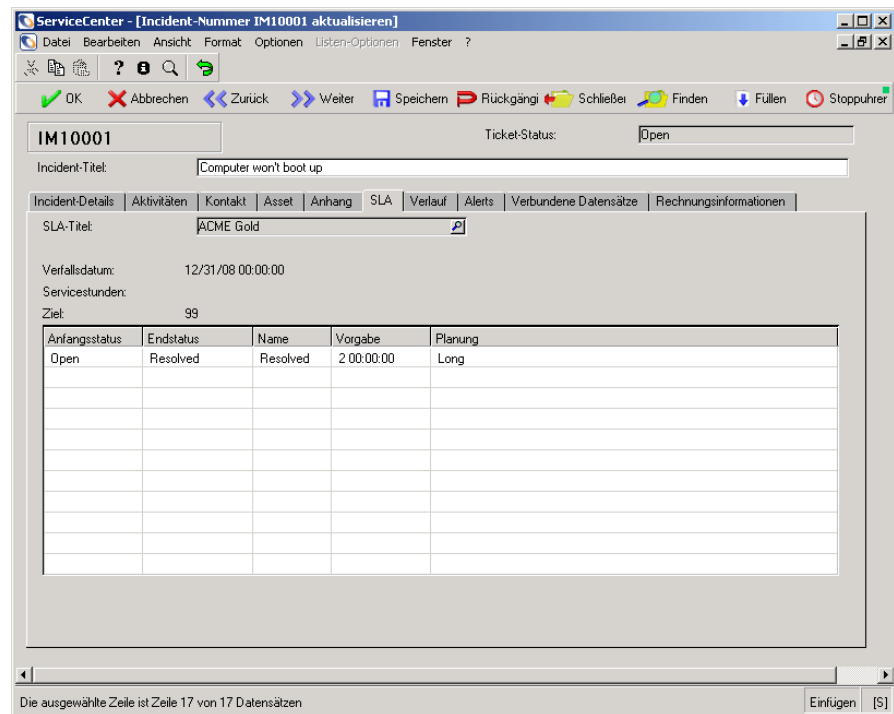 ServiceCenter - [Incident-Nummer IM10001 aktualisieren]
Datei Bearbeiten Ansicht Format Optionen Listen-Optionen Fenster ?
OK Abbrechen Zurück Weiter Speichern Rückgängi Schließer Finden Füllen Stoppuhrer
IM10001 Ticket-Status: Open
Incident-Titel: Computer won't boot up
Incident-Details Aktivitäten Kontakt Asset Anhang SLA Verlauf Alerts Verbundene Datensätze Rechnungsinformationen
SLA-Titel: ACME Gold
Verfallsdatum: 12/31/08 00:00:00
Servicestunden:
Ziel: 99
Anfangsstatus Endstatus Name Vorgabe Planung
Open Resolved Resolved 2 00:00:00 Long
Die ausgewählte Zeile ist Zeile 17 von 17 Datensätzen Einfügen [S]